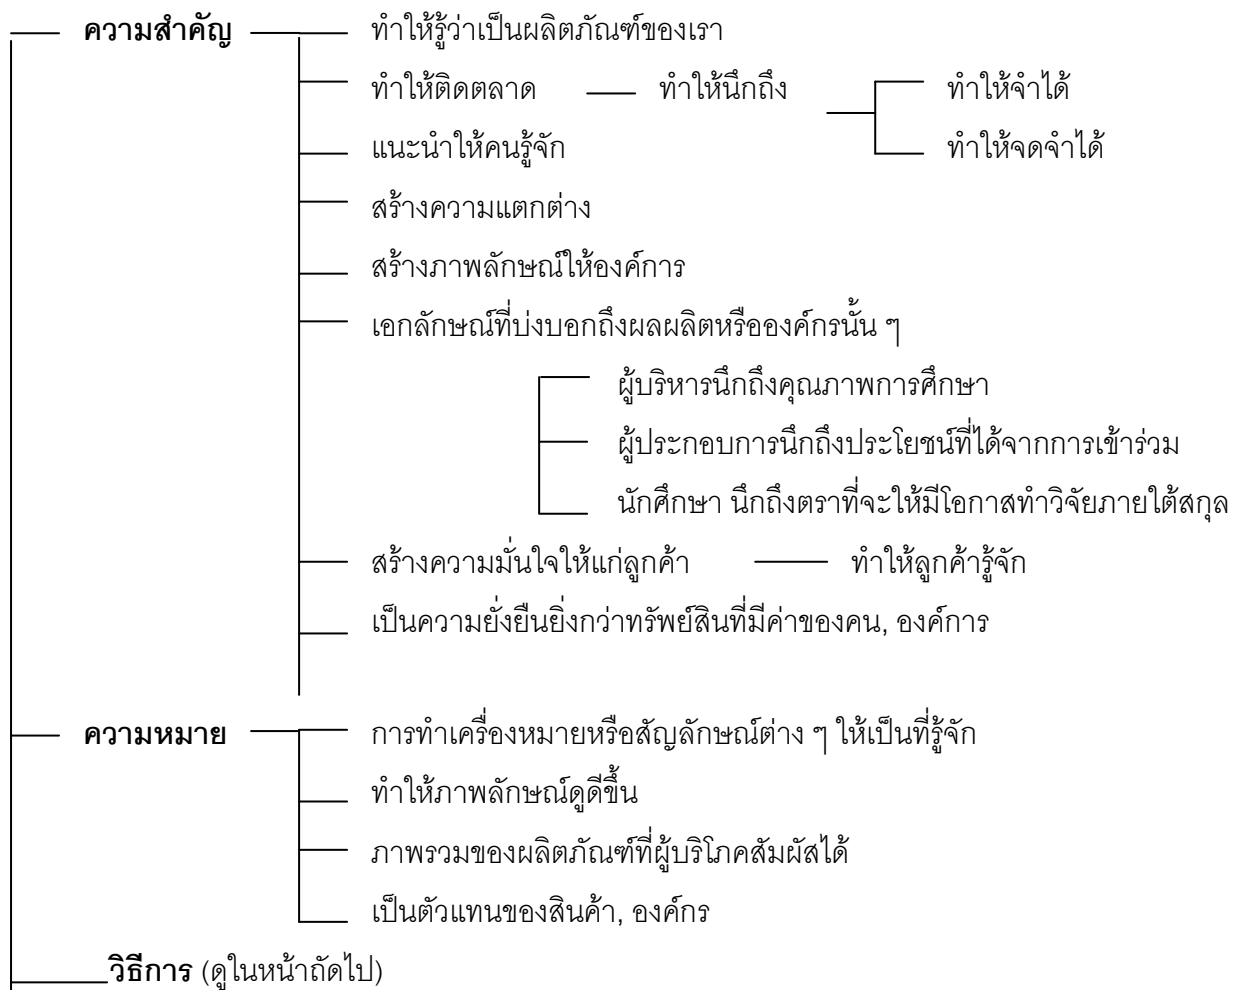 ความสำคัญ ทำให้รู้ว่าเป็นผลิตภัณฑ์ของเรา
ทำให้ติดตลาด ทำให้นึกถึง ทำให้จำได้
แนะนำให้คนรู้จัก ทำให้จดจำได้
สร้างความแตกต่าง
สร้างภาพลักษณ์ให้องค์การ
เอกลักษณ์ที่บ่งบอกถึงผลผลิตหรือองค์กรนั้น ๆ
ผู้บริหารนึกถึงคุณภาพการศึกษา
ผู้ประกอบการนึกถึงประโยชน์ที่ได้จากการเข้าร่วม
นักศึกษา นึกถึงตราที่จะให้มีโอกาสทำวิจัยภายใต้สกุล
สร้างความมั่นใจให้แก่ลูกค้า ทำให้ลูกค้ารู้จัก
เป็นความยั่งยืนยิ่งกว่าทรัพย์สินที่มีค่าของคน, องค์การ
ความหมาย การทำเครื่องหมายหรือสัญลักษณ์ต่าง ๆ ให้เป็นที่รู้จัก
ทำให้ภาพลักษณ์ดูดีขึ้น
ภาพรวมของผลิตภัณฑ์ที่ผู้บริโภคสัมผัสได้
เป็นตัวแทนของสินค้า, องค์กร
วิธีการ (ดูในหน้าถัดไป)